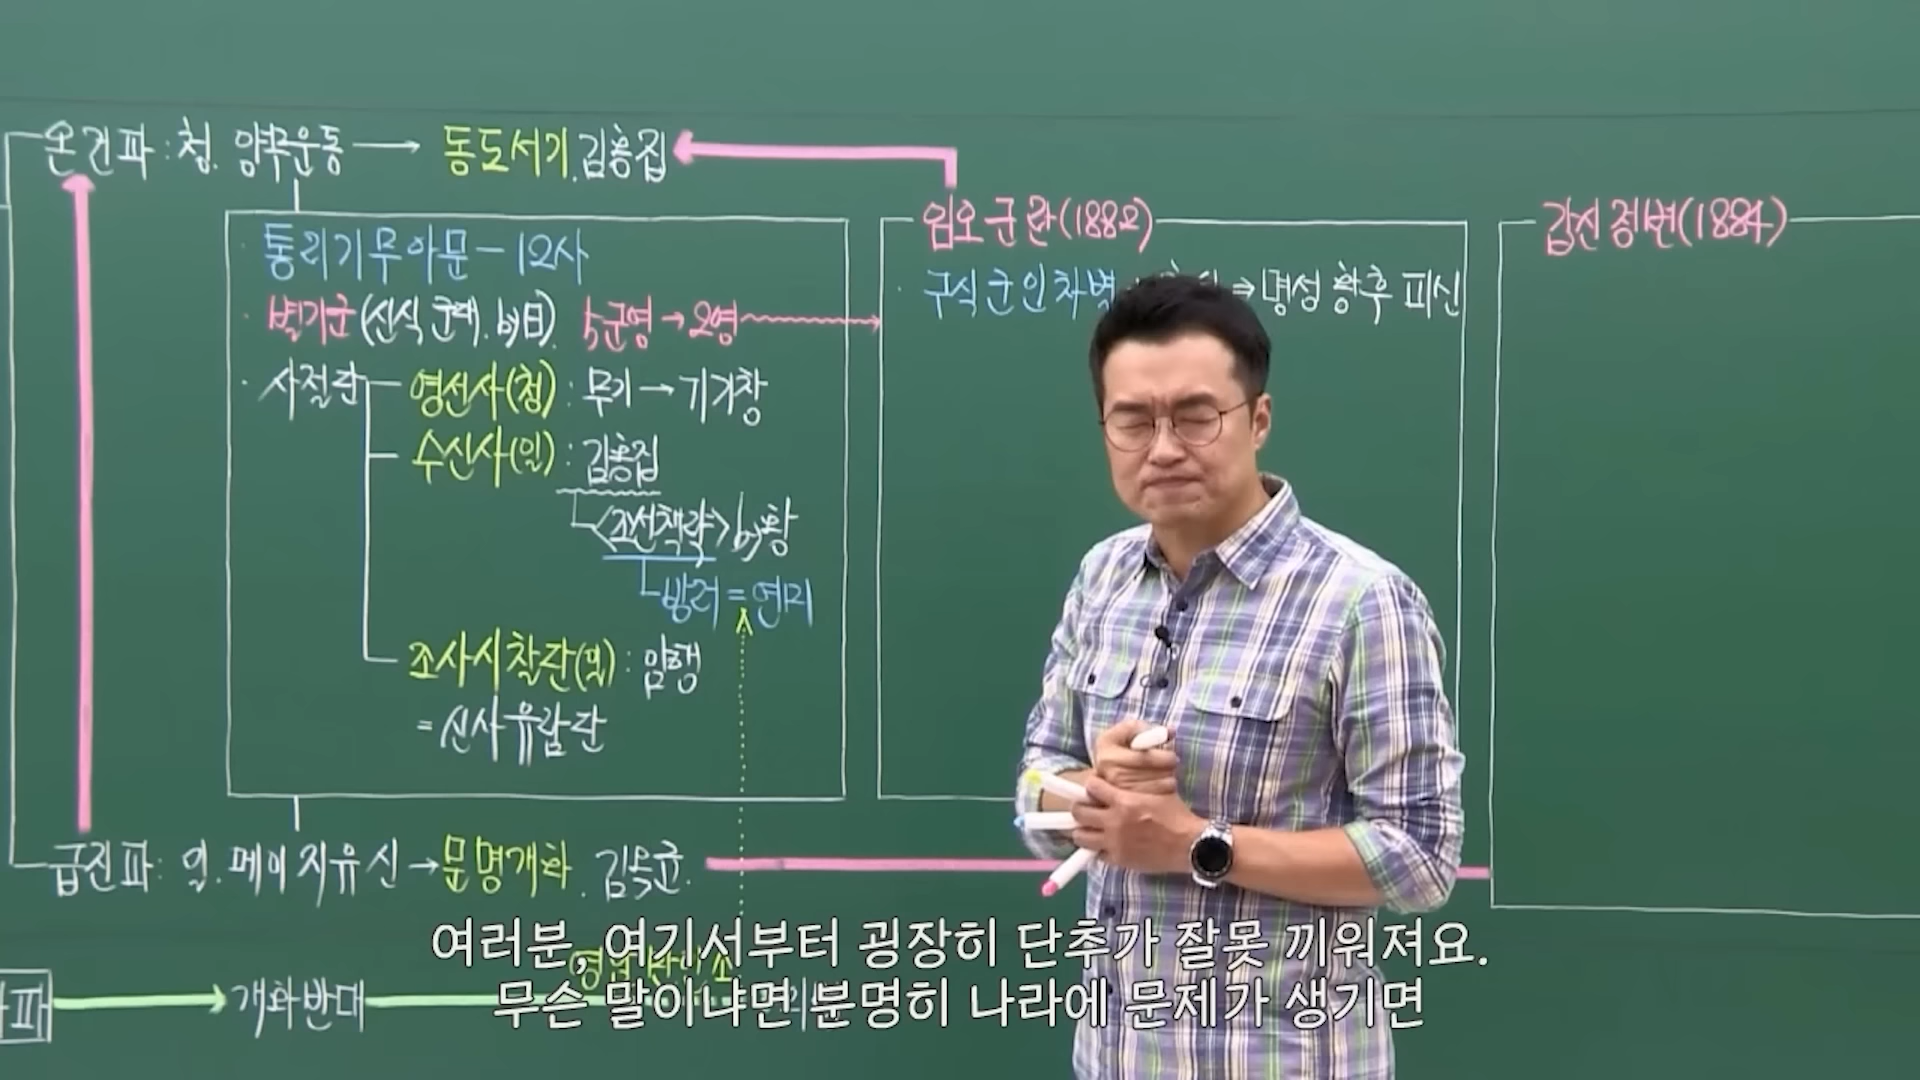 온건파 : 청. 양무운동 → 동도서기. 김홍집
임오군란(1882)
갑신정변(1884)
· 통리기무아문 - 12사
· 구식군인차별
⇒ 명성황후 피신
· 별기군(신식 군대. by 日). 5군영 → 2영
· 사절단
영선사(청) : 무기 → 기기창
수신사(일) : 김홍집
<조선책략> by 황
방러 = 연미
조사시찰단(일) : 암행
= 신사유람단
급진파 : 일. 메이지유신 → 문명개화. 김옥균.
파 → 개화반대
여러분, 여기서부터 굉장히 단추가 잘못 끼워져요.
무슨 말이냐면 분명히 나라에 문제가 생기면